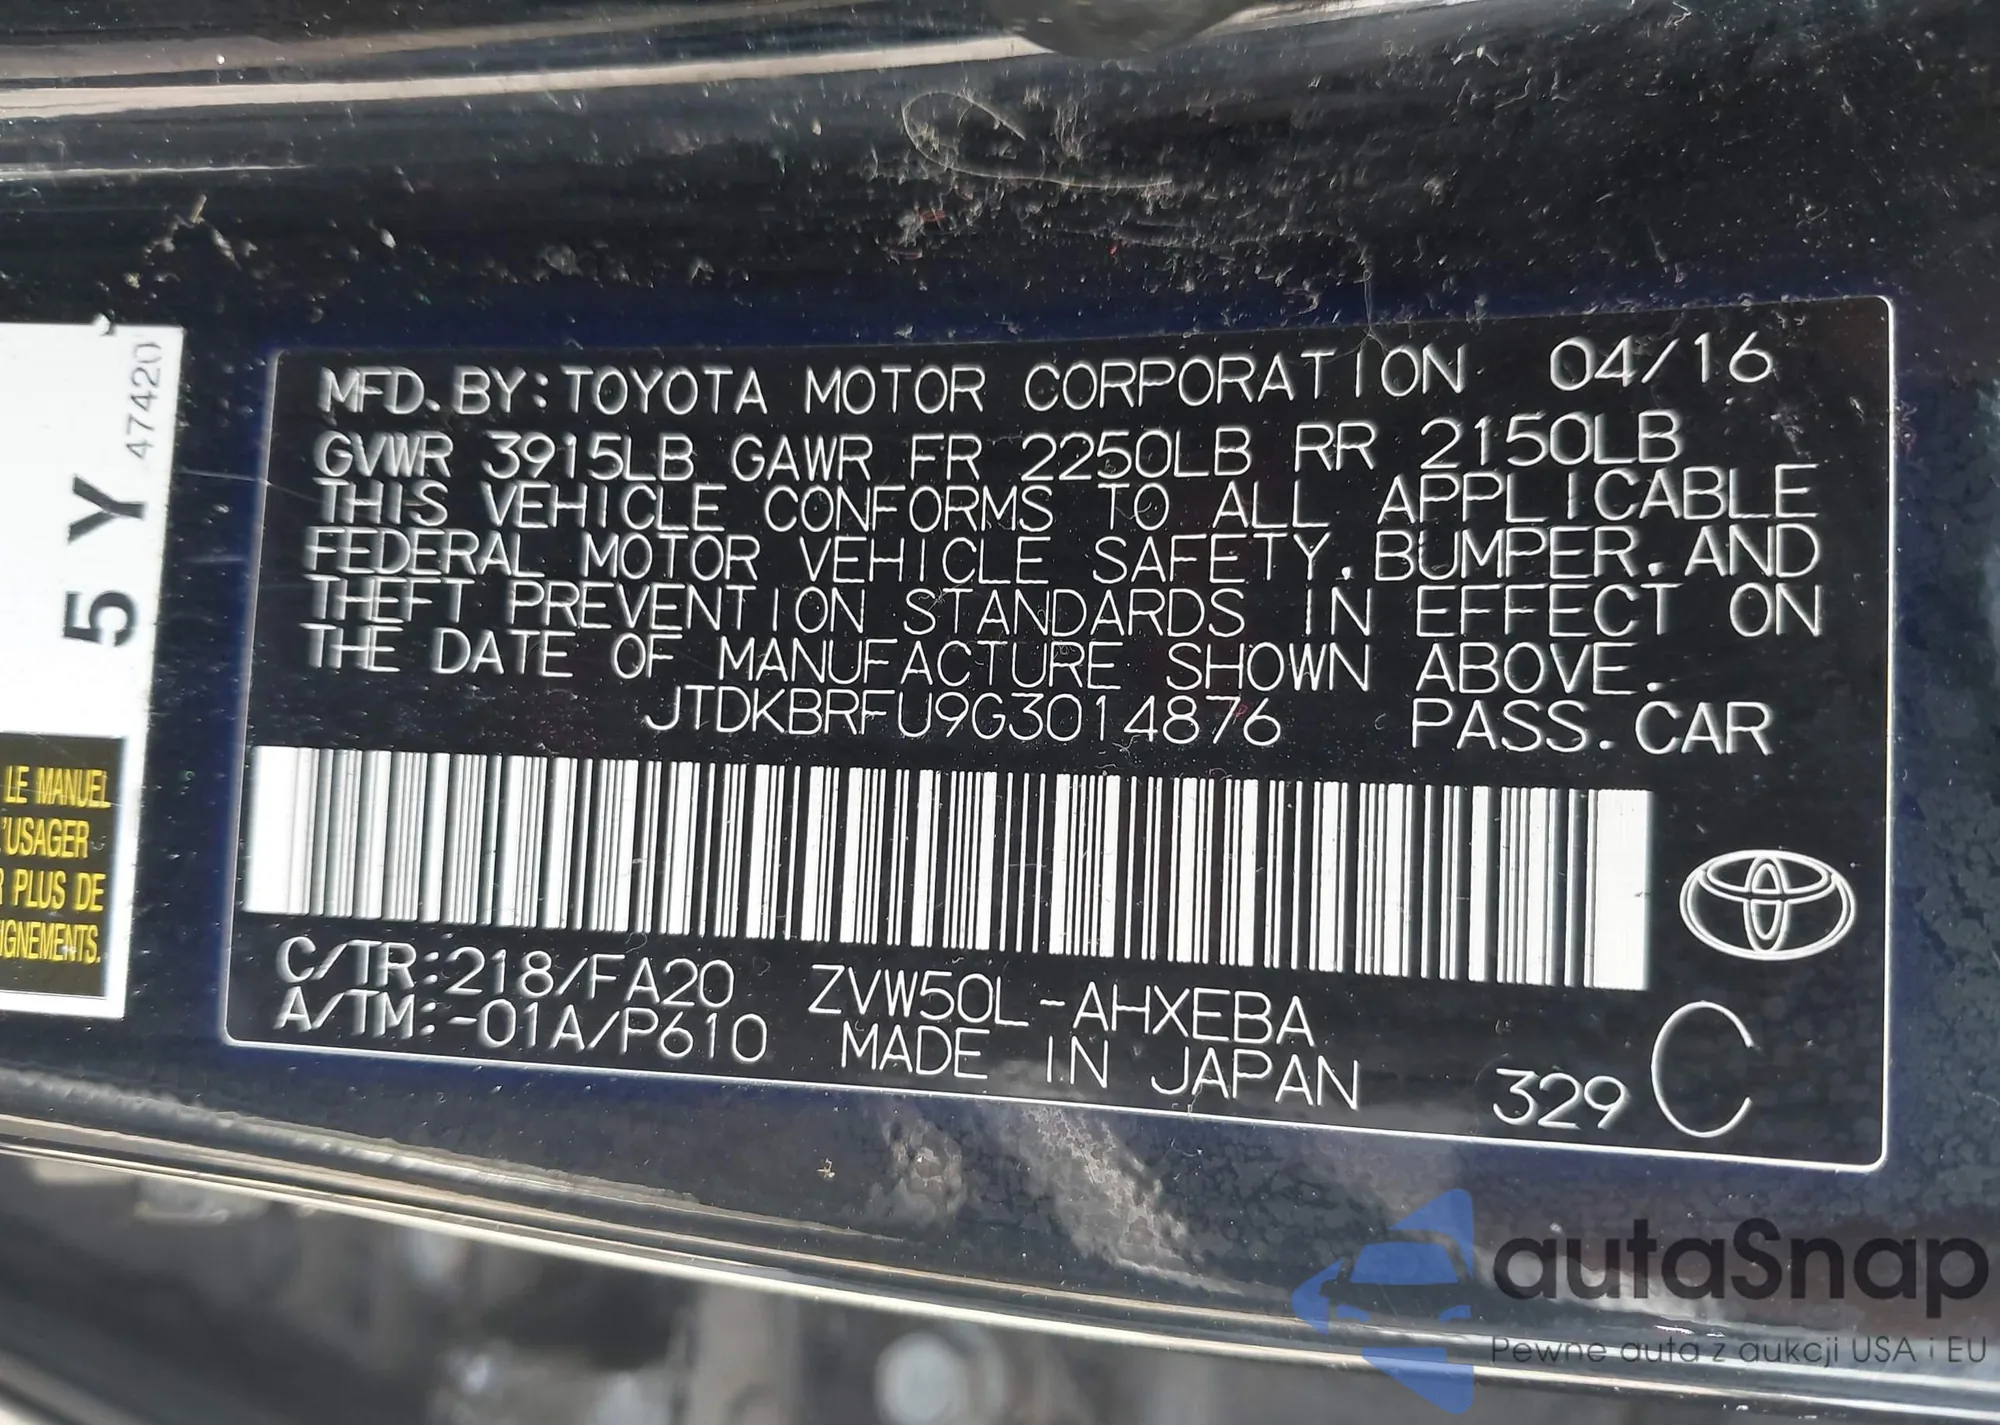 MFD.BY:TOYOTA MOTOR CORPORATION 04/16
GVWR 3915LB GAWR FR 2250LB RR 2150LB
THIS VEHICLE CONFORMS TO ALL APPLICABLE
FEDERAL MOTOR VEHICLE SAFETY, BUMPER, AND
THEFT PREVENTION STANDARDS IN EFFECT ON
THE DATE OF MANUFACTURE SHOWN ABOVE.
JTDKBRFU9G3014876 PASS.CAR
C/TR:218/FA20 ZVW50L-AHXEBA
A/TM:-01A/P610 MADE IN JAPAN
329 C
5Y 47420
LE MANUEL
'USAGER
R PLUS DE
IGNEMENTS.
autaSnap
Pewne auta z aukcji USA i EU